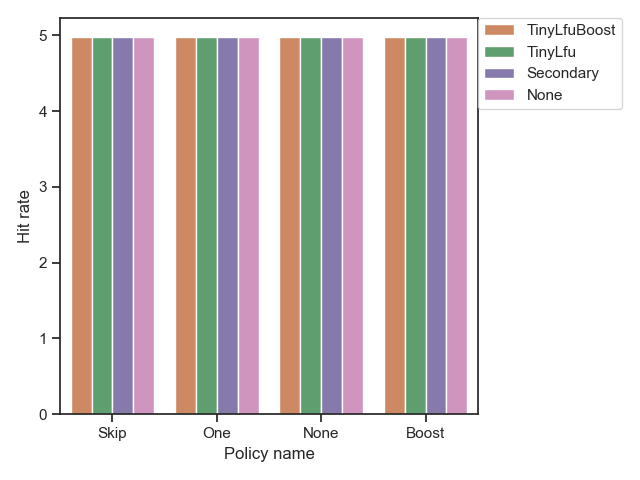 TinyLfuBoost
TinyLfu
Secondary
None
5
4
3
2
1
0
Hit rate
Skip One None Boost
Policy name